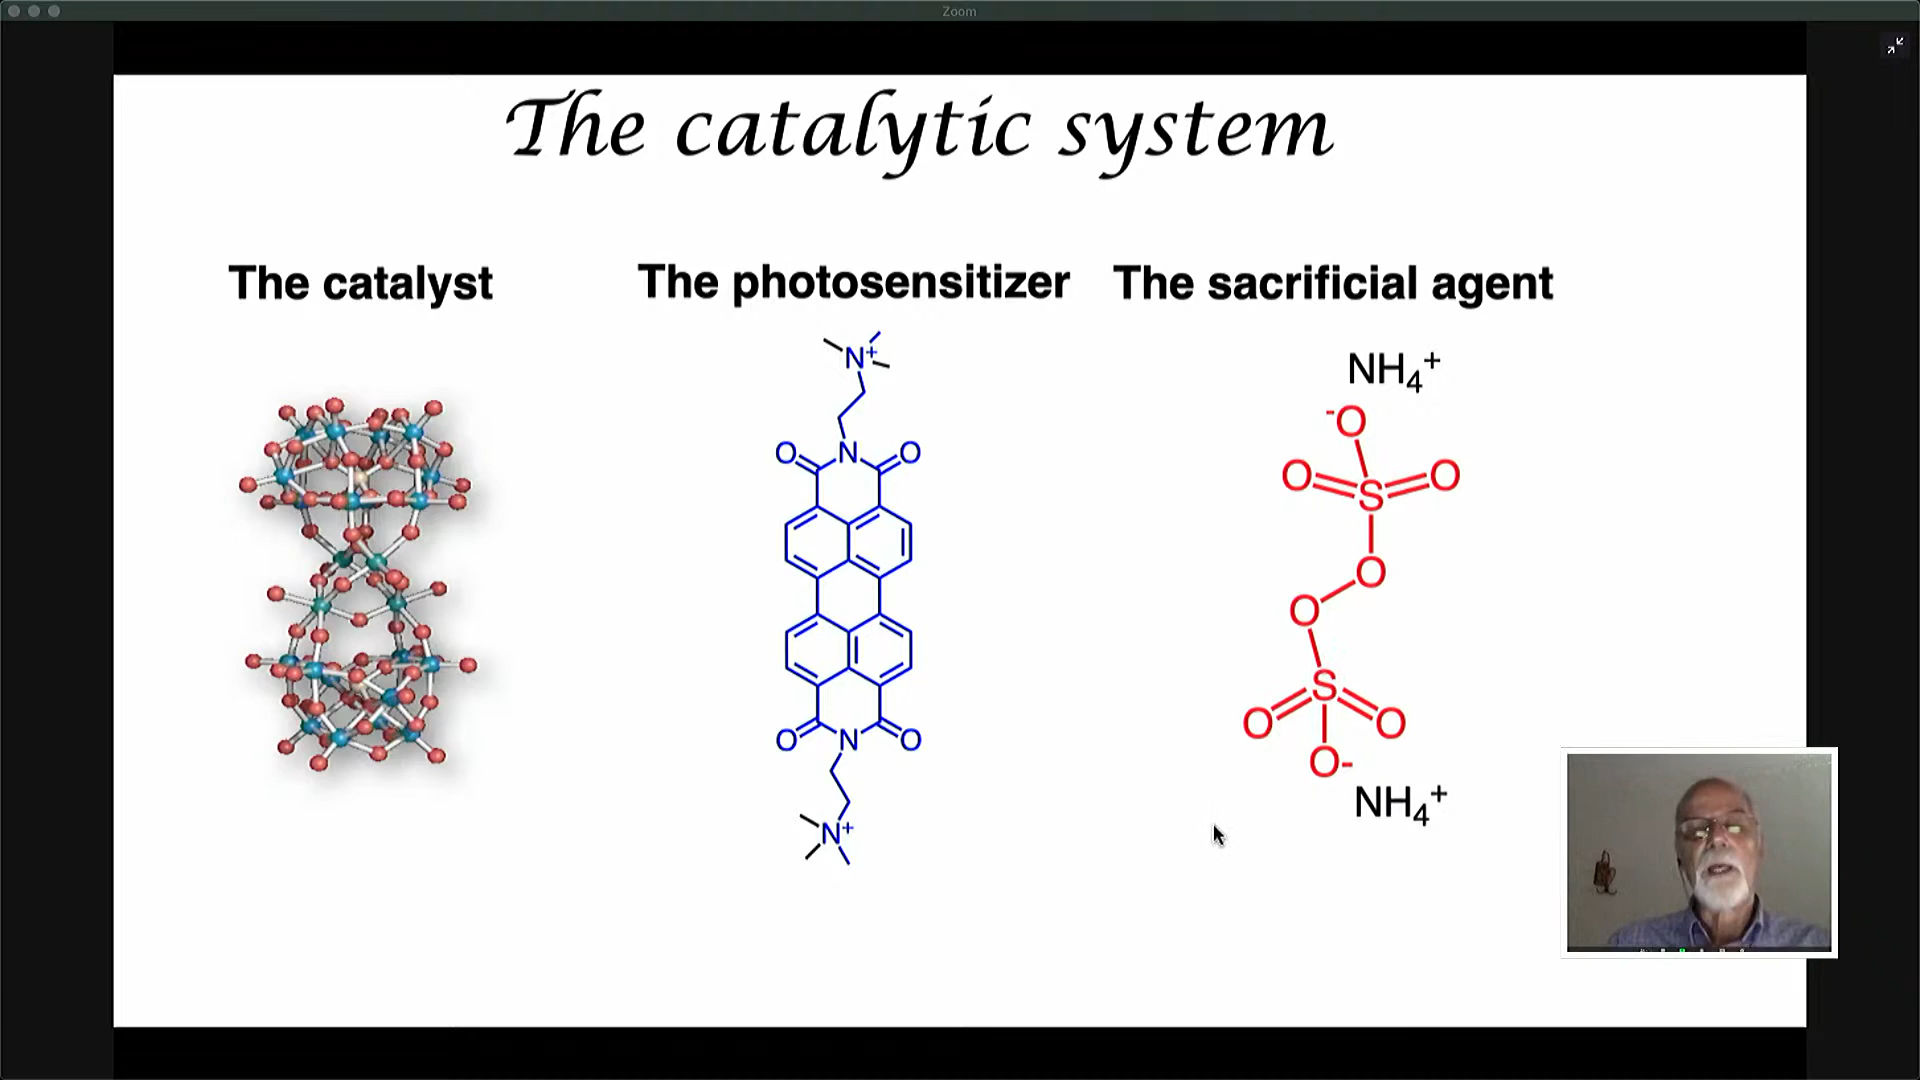 Zoom
The catalytic system
The catalyst
The photosensitizer
The sacrificial agent
N+
O N O
O N O
N+
NH4+
-O
O S O
O
O
S
O O
O-
NH4+